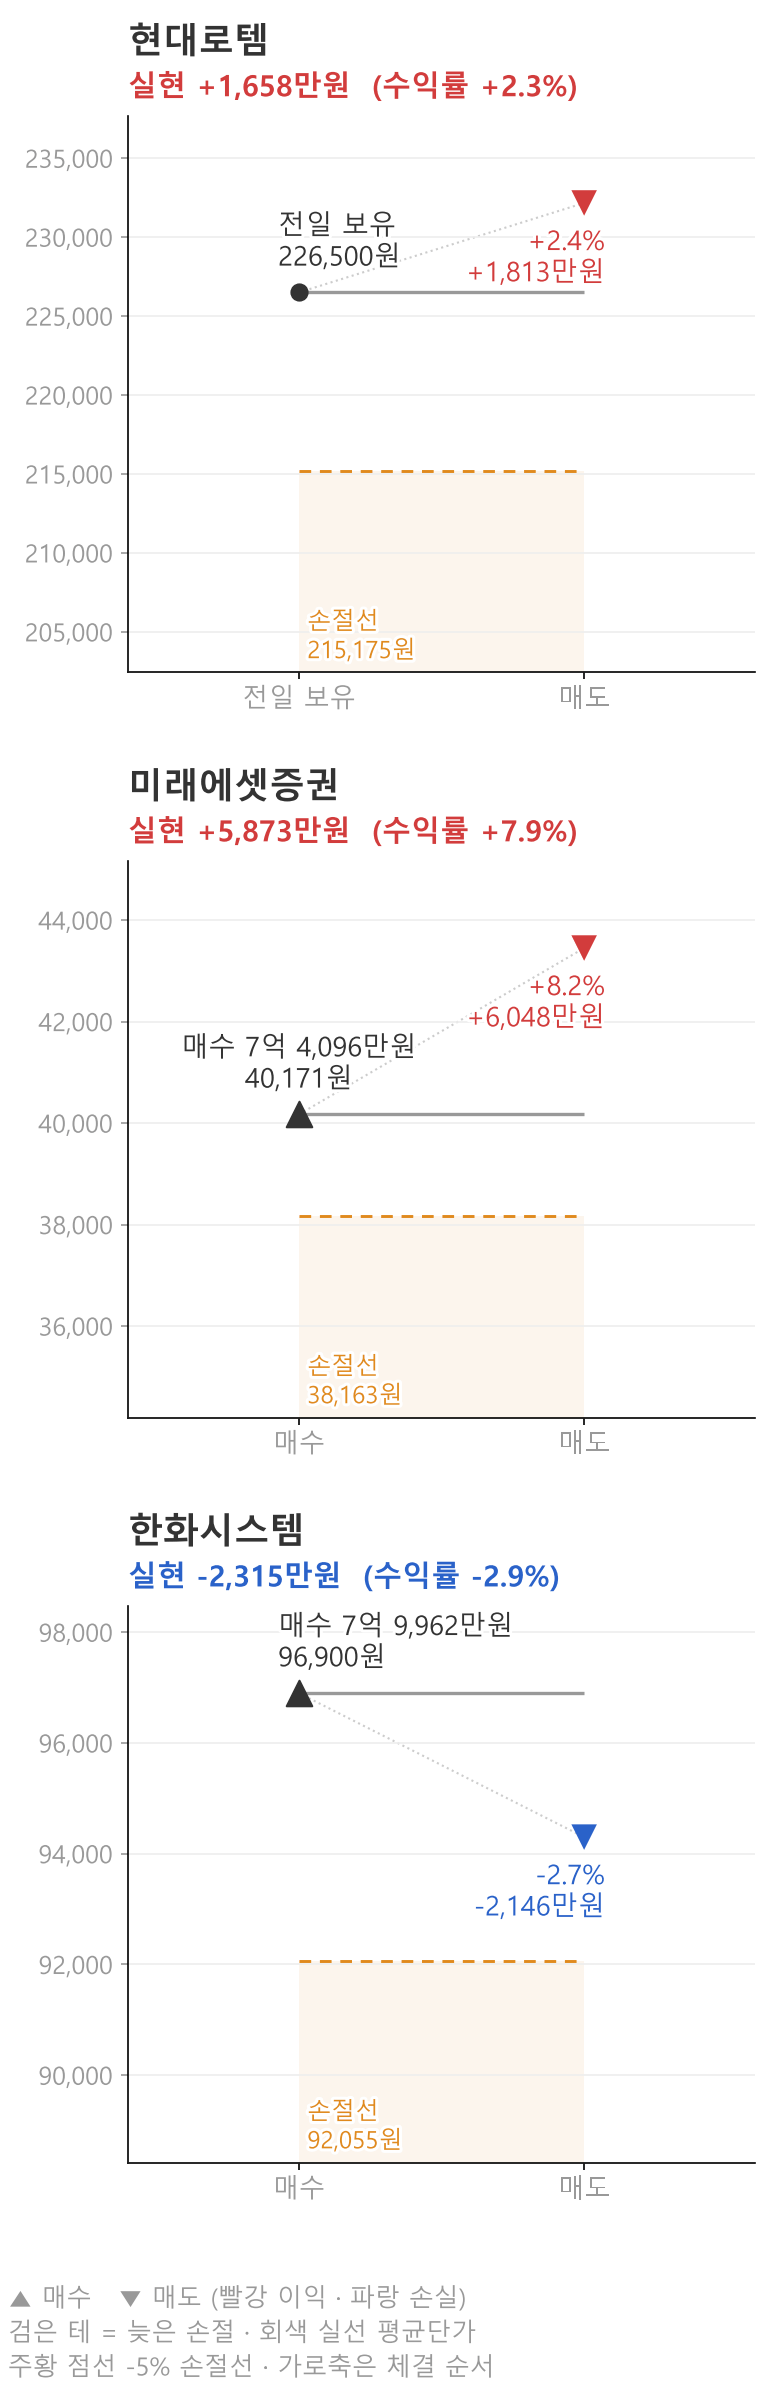 현대로템
실현 +1,658만원 (수익률 +2.3%)
235,000
230,000
225,000
220,000
215,000
210,000
205,000
전일 보유
226,500원
+2.4%
+1,813만원
손절선
215,175원
전일 보유
매도
미래에셋증권
실현 +5,873만원 (수익률 +7.9%)
44,000
42,000
40,000
38,000
36,000
매수 7억 4,096만원
40,171원
+8.2%
+6,048만원
손절선
38,163원
매수
매도
한화시스템
실현 -2,315만원 (수익률 -2.9%)
98,000
96,000
94,000
92,000
90,000
매수 7억 9,962만원
96,900원
-2.7%
-2,146만원
손절선
92,055원
매수
매도
▲ 매수 ▼ 매도 (빨강 이익 · 파랑 손실)
검은 테 = 늦은 손절 · 회색 실선 평균단가
주황 점선 -5% 손절선 · 가로축은 체결 순서